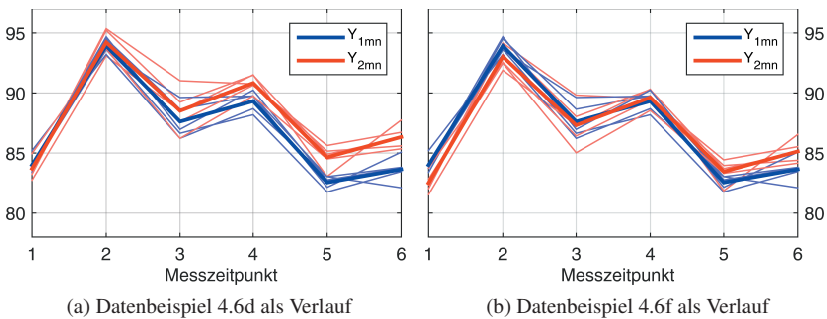 95
90
85
80
1 2 3 4 5 6
Messzeitpunkt
Y1mn
Y2mn
(a) Datenbeispiel 4.6d als Verlauf
95
90
85
80
1 2 3 4 5 6
Messzeitpunkt
Y1mn
Y2mn
(b) Datenbeispiel 4.6f als Verlauf